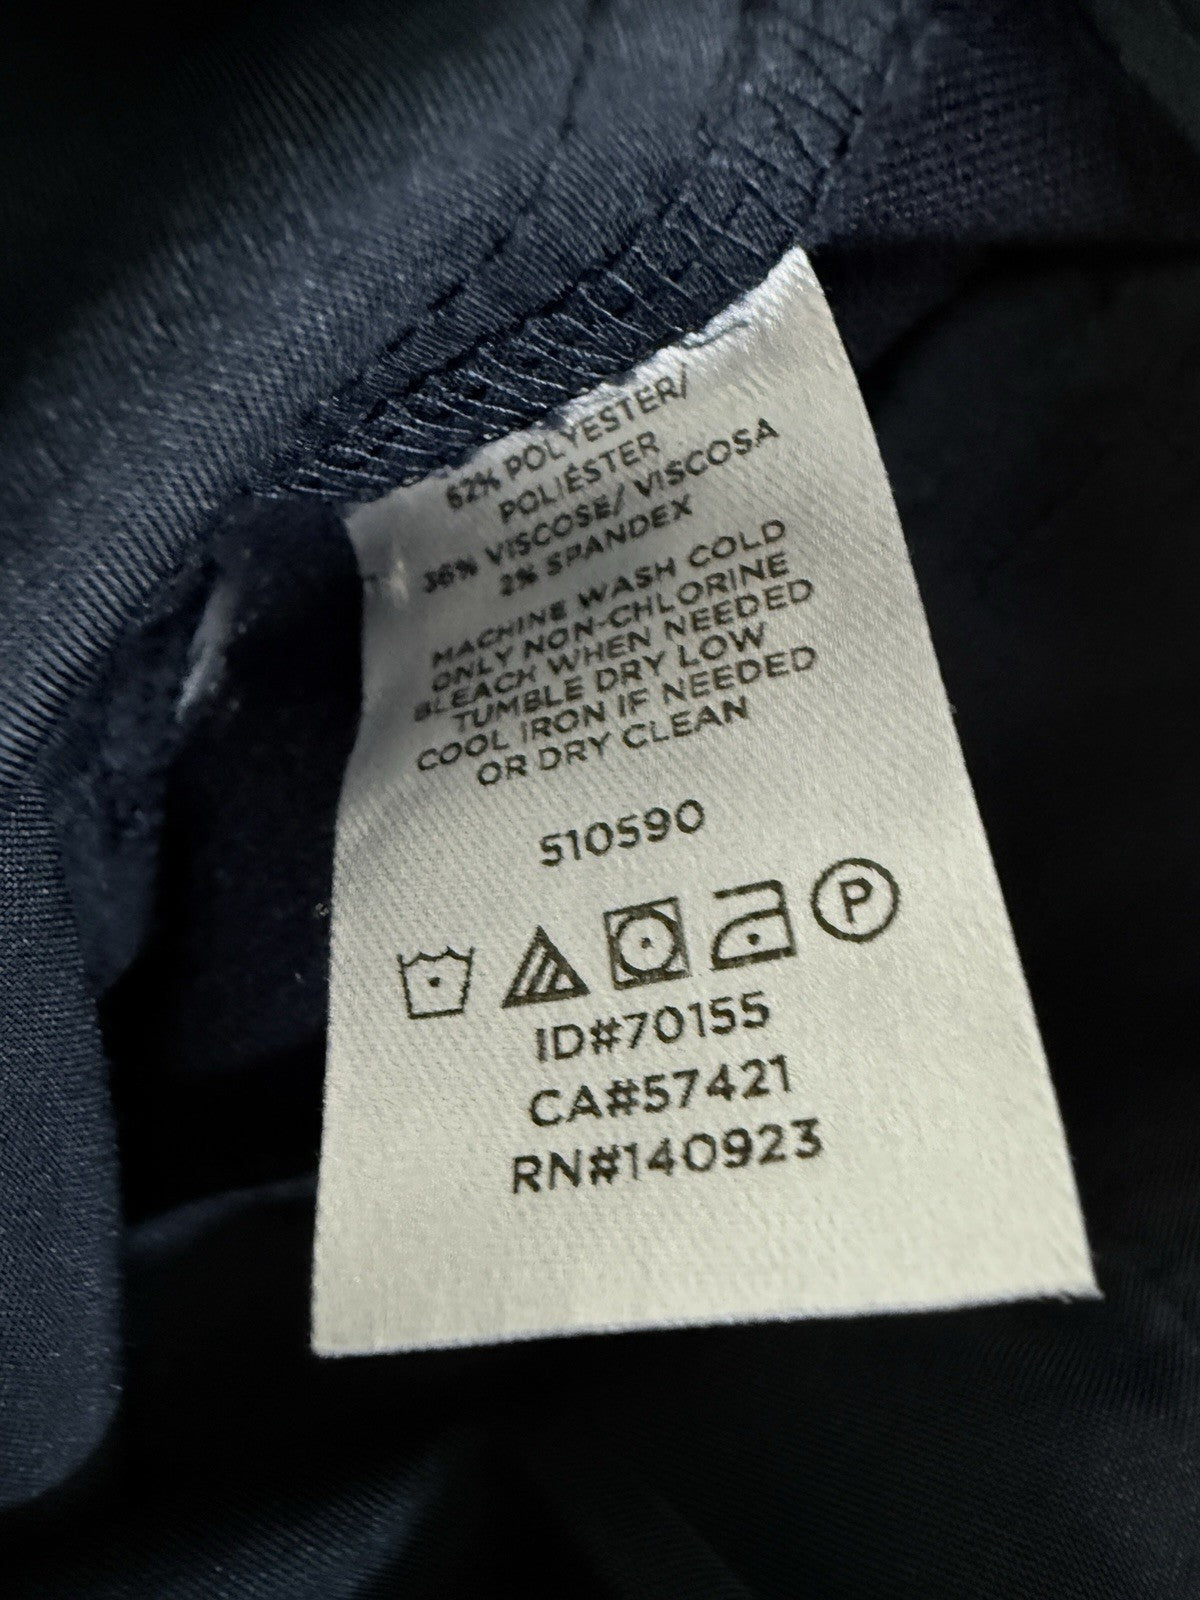 62% POLYESTER/
POLIÉSTER
36% VISCOSE/ VISCOSA
2% SPANDEX
MACHINE WASH COLD
ONLY NON-CHLORINE
BLEACH WHEN NEEDED
TUMBLE DRY LOW
COOL IRON IF NEEDED
OR DRY CLEAN
510590
P
ID#70155
CA#57421
RN#140923